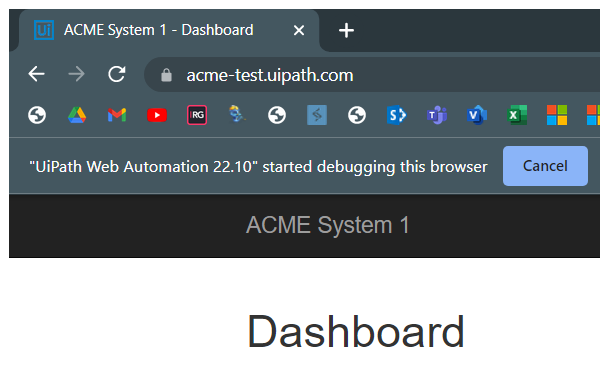 Ui ACME System 1 - Dashboard
acme-test.uipath.com
RG
"UiPath Web Automation 22.10" started debugging this browser Cancel
ACME System 1
Dashboard